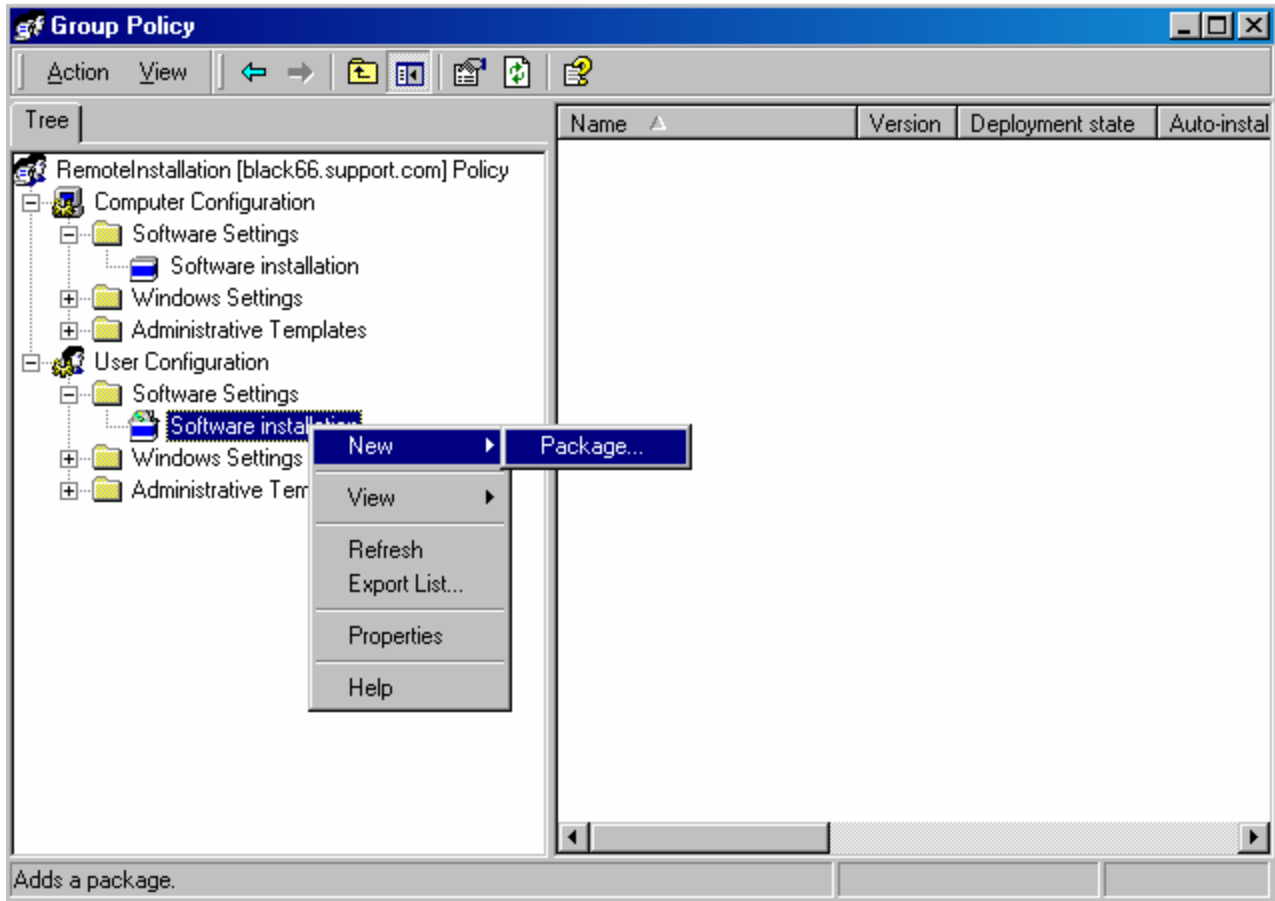 Group Policy
Action View
Tree
Name Version Deployment state Auto-instal
RemoteInstallation [black66.support.com] Policy
Computer Configuration
Software Settings
Software installation
Windows Settings
Administrative Templates
User Configuration
Software Settings
Software instal
Windows Settings
Administrative Tem
New
Package...
View
Refresh
Export List...
Properties
Help
Adds a package.